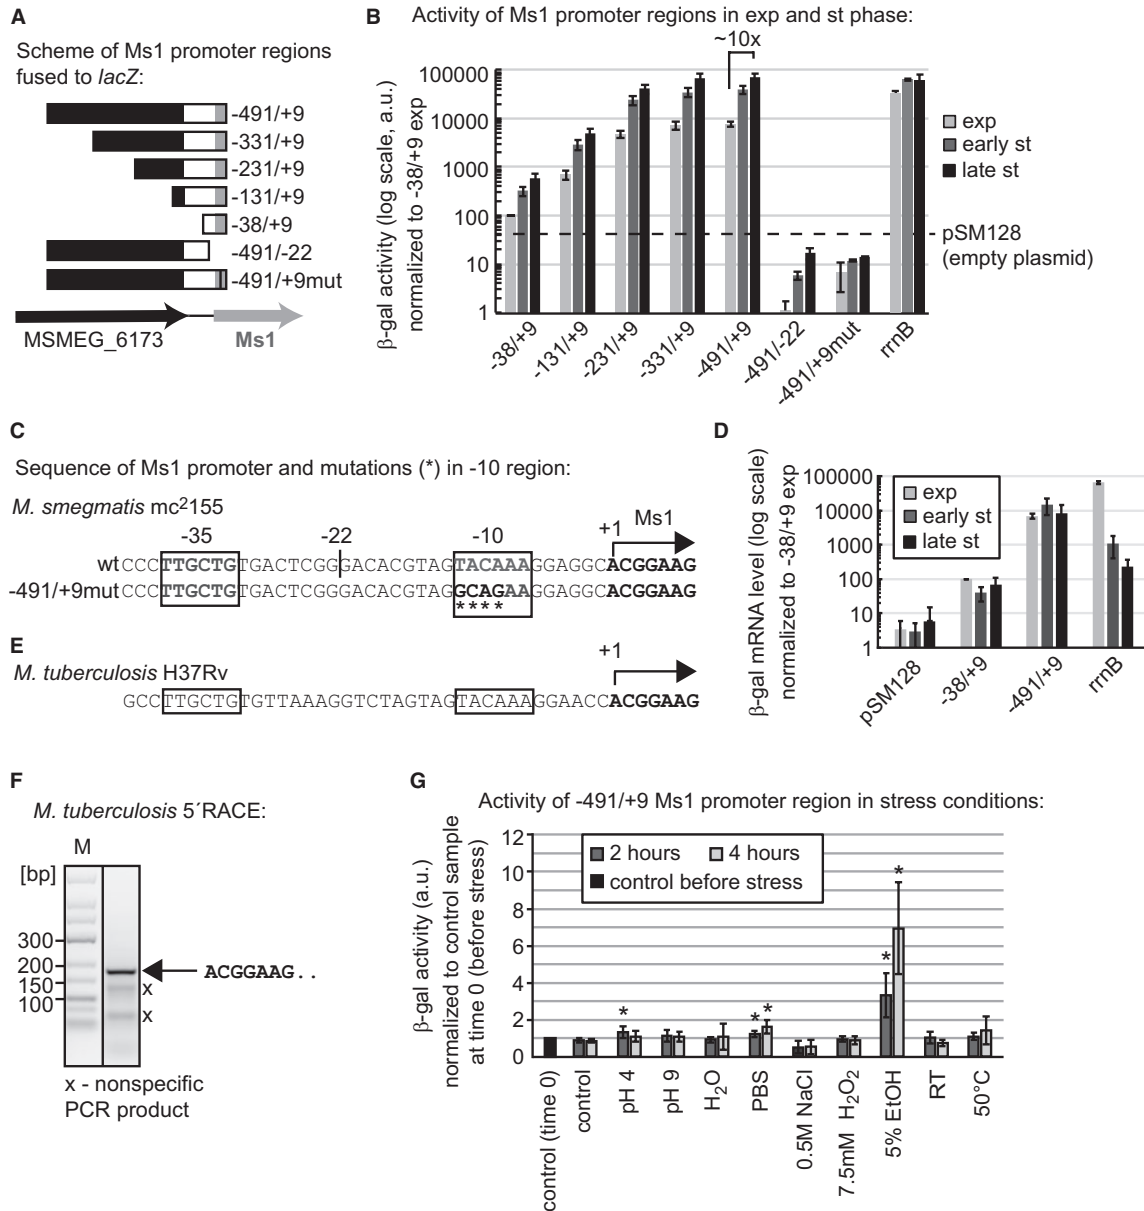 A
Scheme of Ms1 promoter regions
fused to lacZ:
-491/+9
-331/+9
-231/+9
-131/+9
-38/+9
-491/-22
-491/+9mut
MSMEG_6173
Ms1
B
Activity of Ms1 promoter regions in exp and st phase:
~10x
β-gal activity (log scale, a.u.)
normalized to -38/+9 exp
100000
10000
1000
100
10
1
exp
early st
late st
pSM128
(empty plasmid)
-38/+9
-131/+9
-231/+9
-331/+9
-491/+9
-491/-22
-491/+9mut
rrnB
C
Sequence of Ms1 promoter and mutations (*) in -10 region:
M. smegmatis mc²155
-35
-22
-10
+1
Ms1
wt CCCTTGCTGTGACTCGGGACACGTAGTACAAAGGAGGCACGGAAG
-491/+9mut CCCTTGCTGTGACTCGGGACACGTAGGCAGAAGGAGGCACGGAAG
****
D
β-gal mRNA level (log scale)
normalized to -38/+9 exp
100000
10000
1000
100
10
1
exp
early st
late st
pSM128
-38/+9
-491/+9
rrnB
E
M. tuberculosis H37Rv
+1
GCCTTGCTGTGTTAAAGGTCTAGTAGTACAAAGGAACCACGGAAG
F
M. tuberculosis 5´RACE:
M
[bp]
300
200
150
100
ACGGAAG..
x
x
x - nonspecific
PCR product
G
Activity of -491/+9 Ms1 promoter region in stress conditions:
β-gal activity (a.u.)
normalized to control sample
at time 0 (before stress)
12
10
8
6
4
2
0
2 hours
4 hours
control before stress
*
*
*
*
*
control (time 0)
control
pH 4
pH 9
H₂O
PBS
0.5M NaCl
7.5mM H₂O₂
5% EtOH
RT
50°C